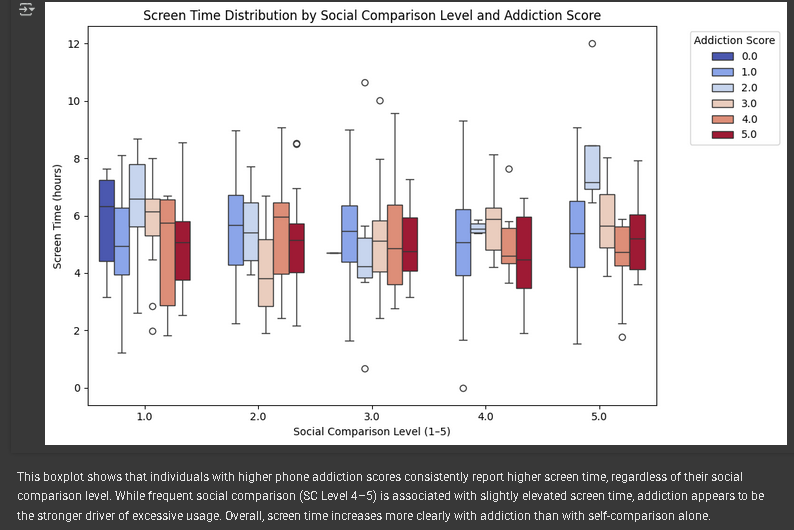 Screen Time Distribution by Social Comparison Level and Addiction Score
12
10
8
6
4
2
0
Screen Time (hours)
1.0
2.0
3.0
4.0
5.0
Social Comparison Level (1–5)
Addiction Score
0.0
1.0
2.0
3.0
4.0
5.0
This boxplot shows that individuals with higher phone addiction scores consistently report higher screen time, regardless of their social
comparison level. While frequent social comparison (SC Level 4–5) is associated with slightly elevated screen time, addiction appears to be
the stronger driver of excessive usage. Overall, screen time increases more clearly with addiction than with self-comparison alone.